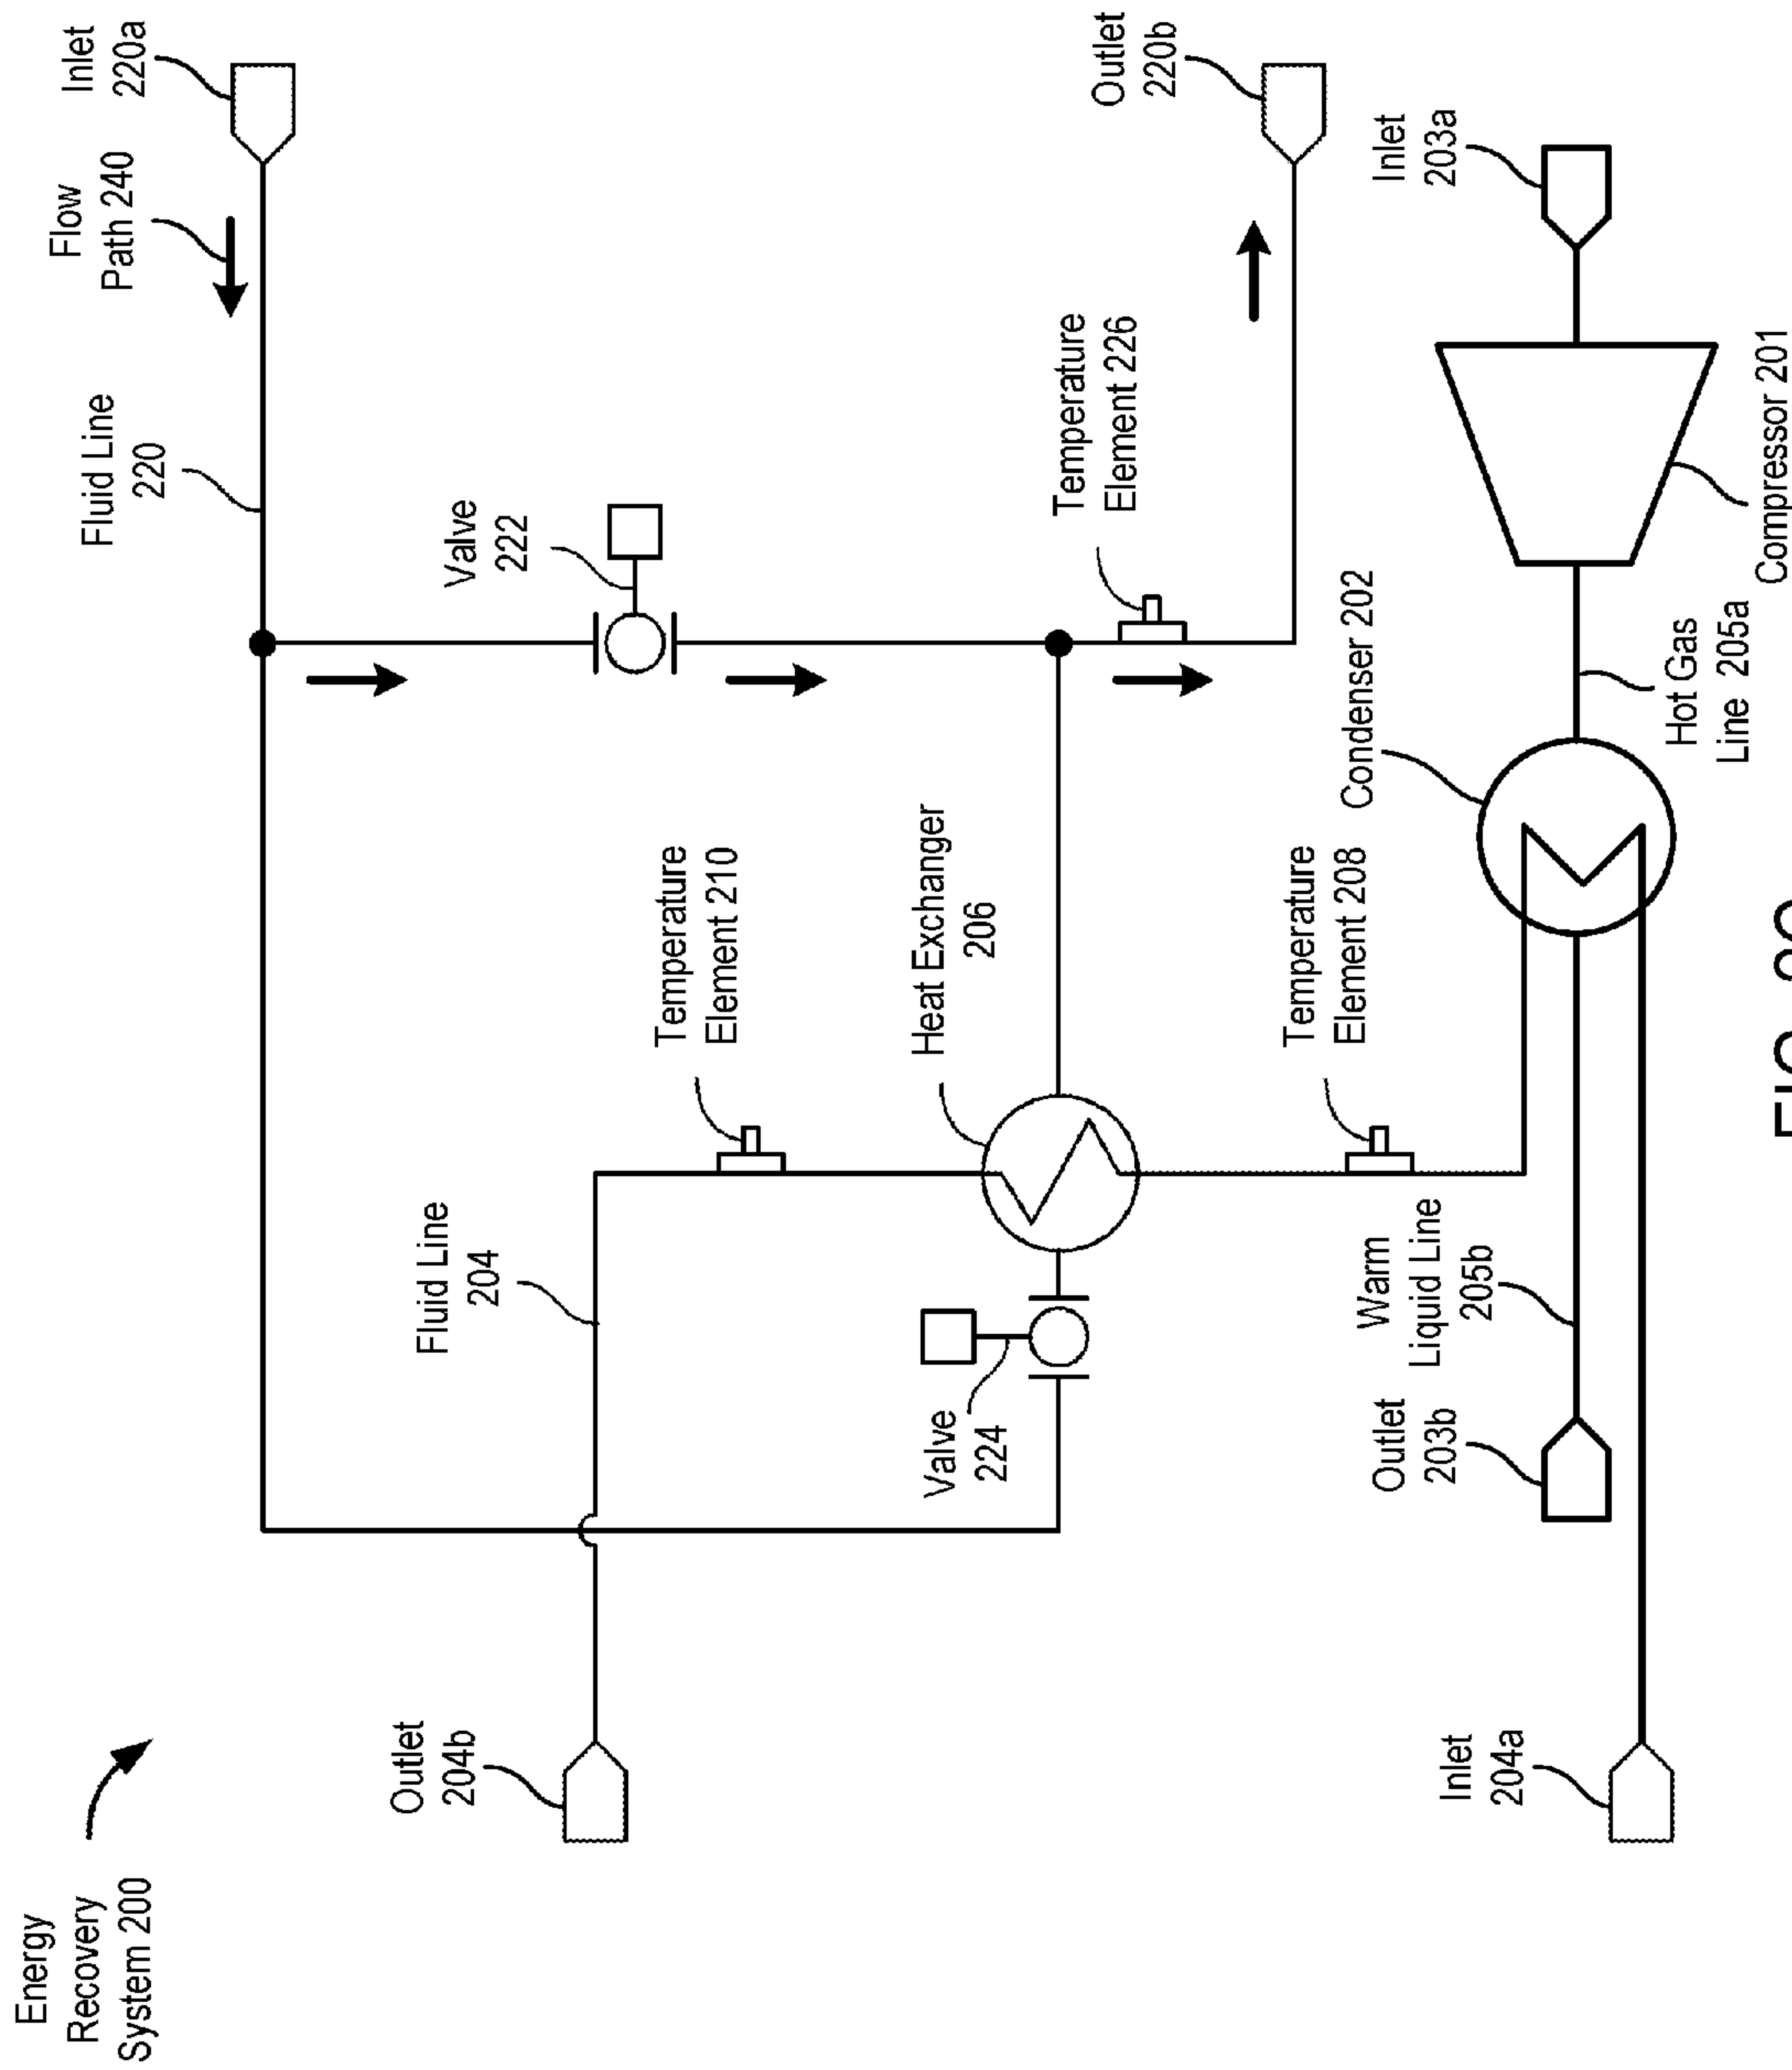 Energy
Recovery
System 200
Flow
Path 240
Inlet
220a
Fluid Line
220
Outlet
204b
Fluid Line
204
Valve
222
Temperature
Element 210
Valve
224
Heat Exchanger
206
Temperature
Element 226
Outlet
220b
Temperature
Element 208
Condenser 202
Warm
Liquid Line
205b
Outlet
203b
Inlet
203a
Inlet
204a
Hot Gas
Line 205a
Compressor 201